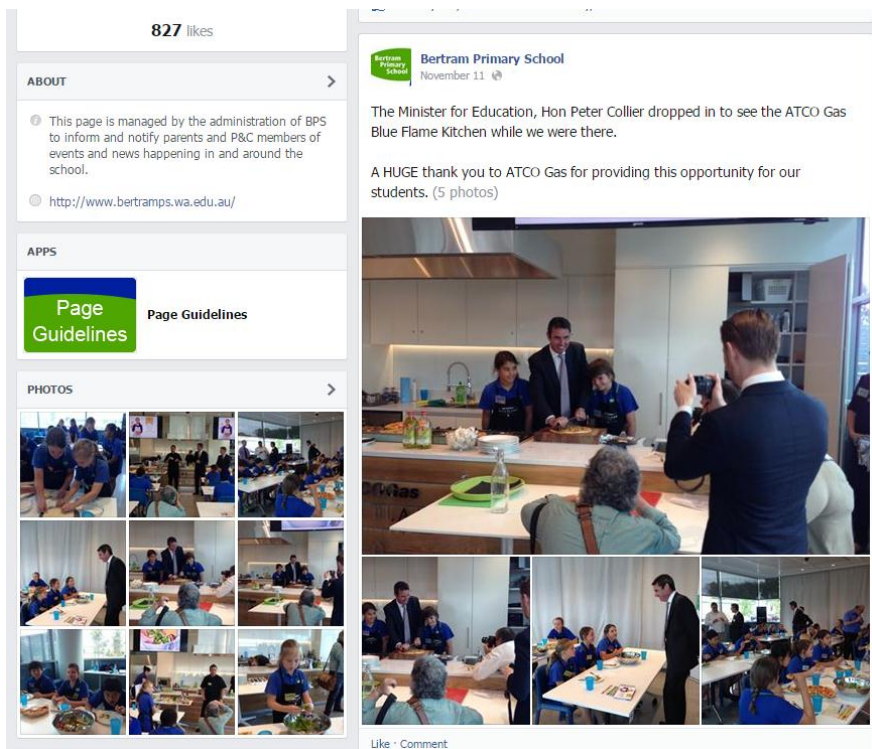 827 likes
ABOUT
This page is managed by the administration of BPS
to inform and notify parents and P&C members of
events and news happening in and around the
school.
http://www.bertramps.wa.edu.au/
APPS
Page
Guidelines
Page Guidelines
PHOTOS
Bertram
Primary
School
Bertram Primary School
November 11
The Minister for Education, Hon Peter Collier dropped in to see the ATCO Gas
Blue Flame Kitchen while we were there.
A HUGE thank you to ATCO Gas for providing this opportunity for our
students. (5 photos)
Like · Comment